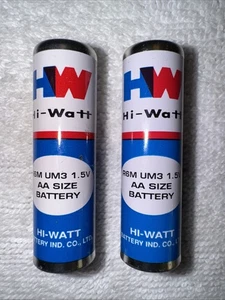 HW
Hi-Watt
R6M UM3 1.5V
AA SIZE
BATTERY
HI-WATT
BATTERY IND. CO., LTD.
HW
Hi-Watt
R6M UM3 1.5V
AA SIZE
BATTERY
HI-WATT
BATTERY IND. CO., LTD.